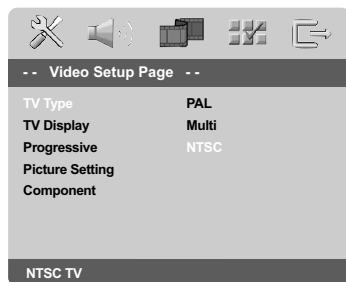 -- Video Setup Page --
TV Type PAL
TV Display Multi
Progressive NTSC
Picture Setting
Component
NTSC TV